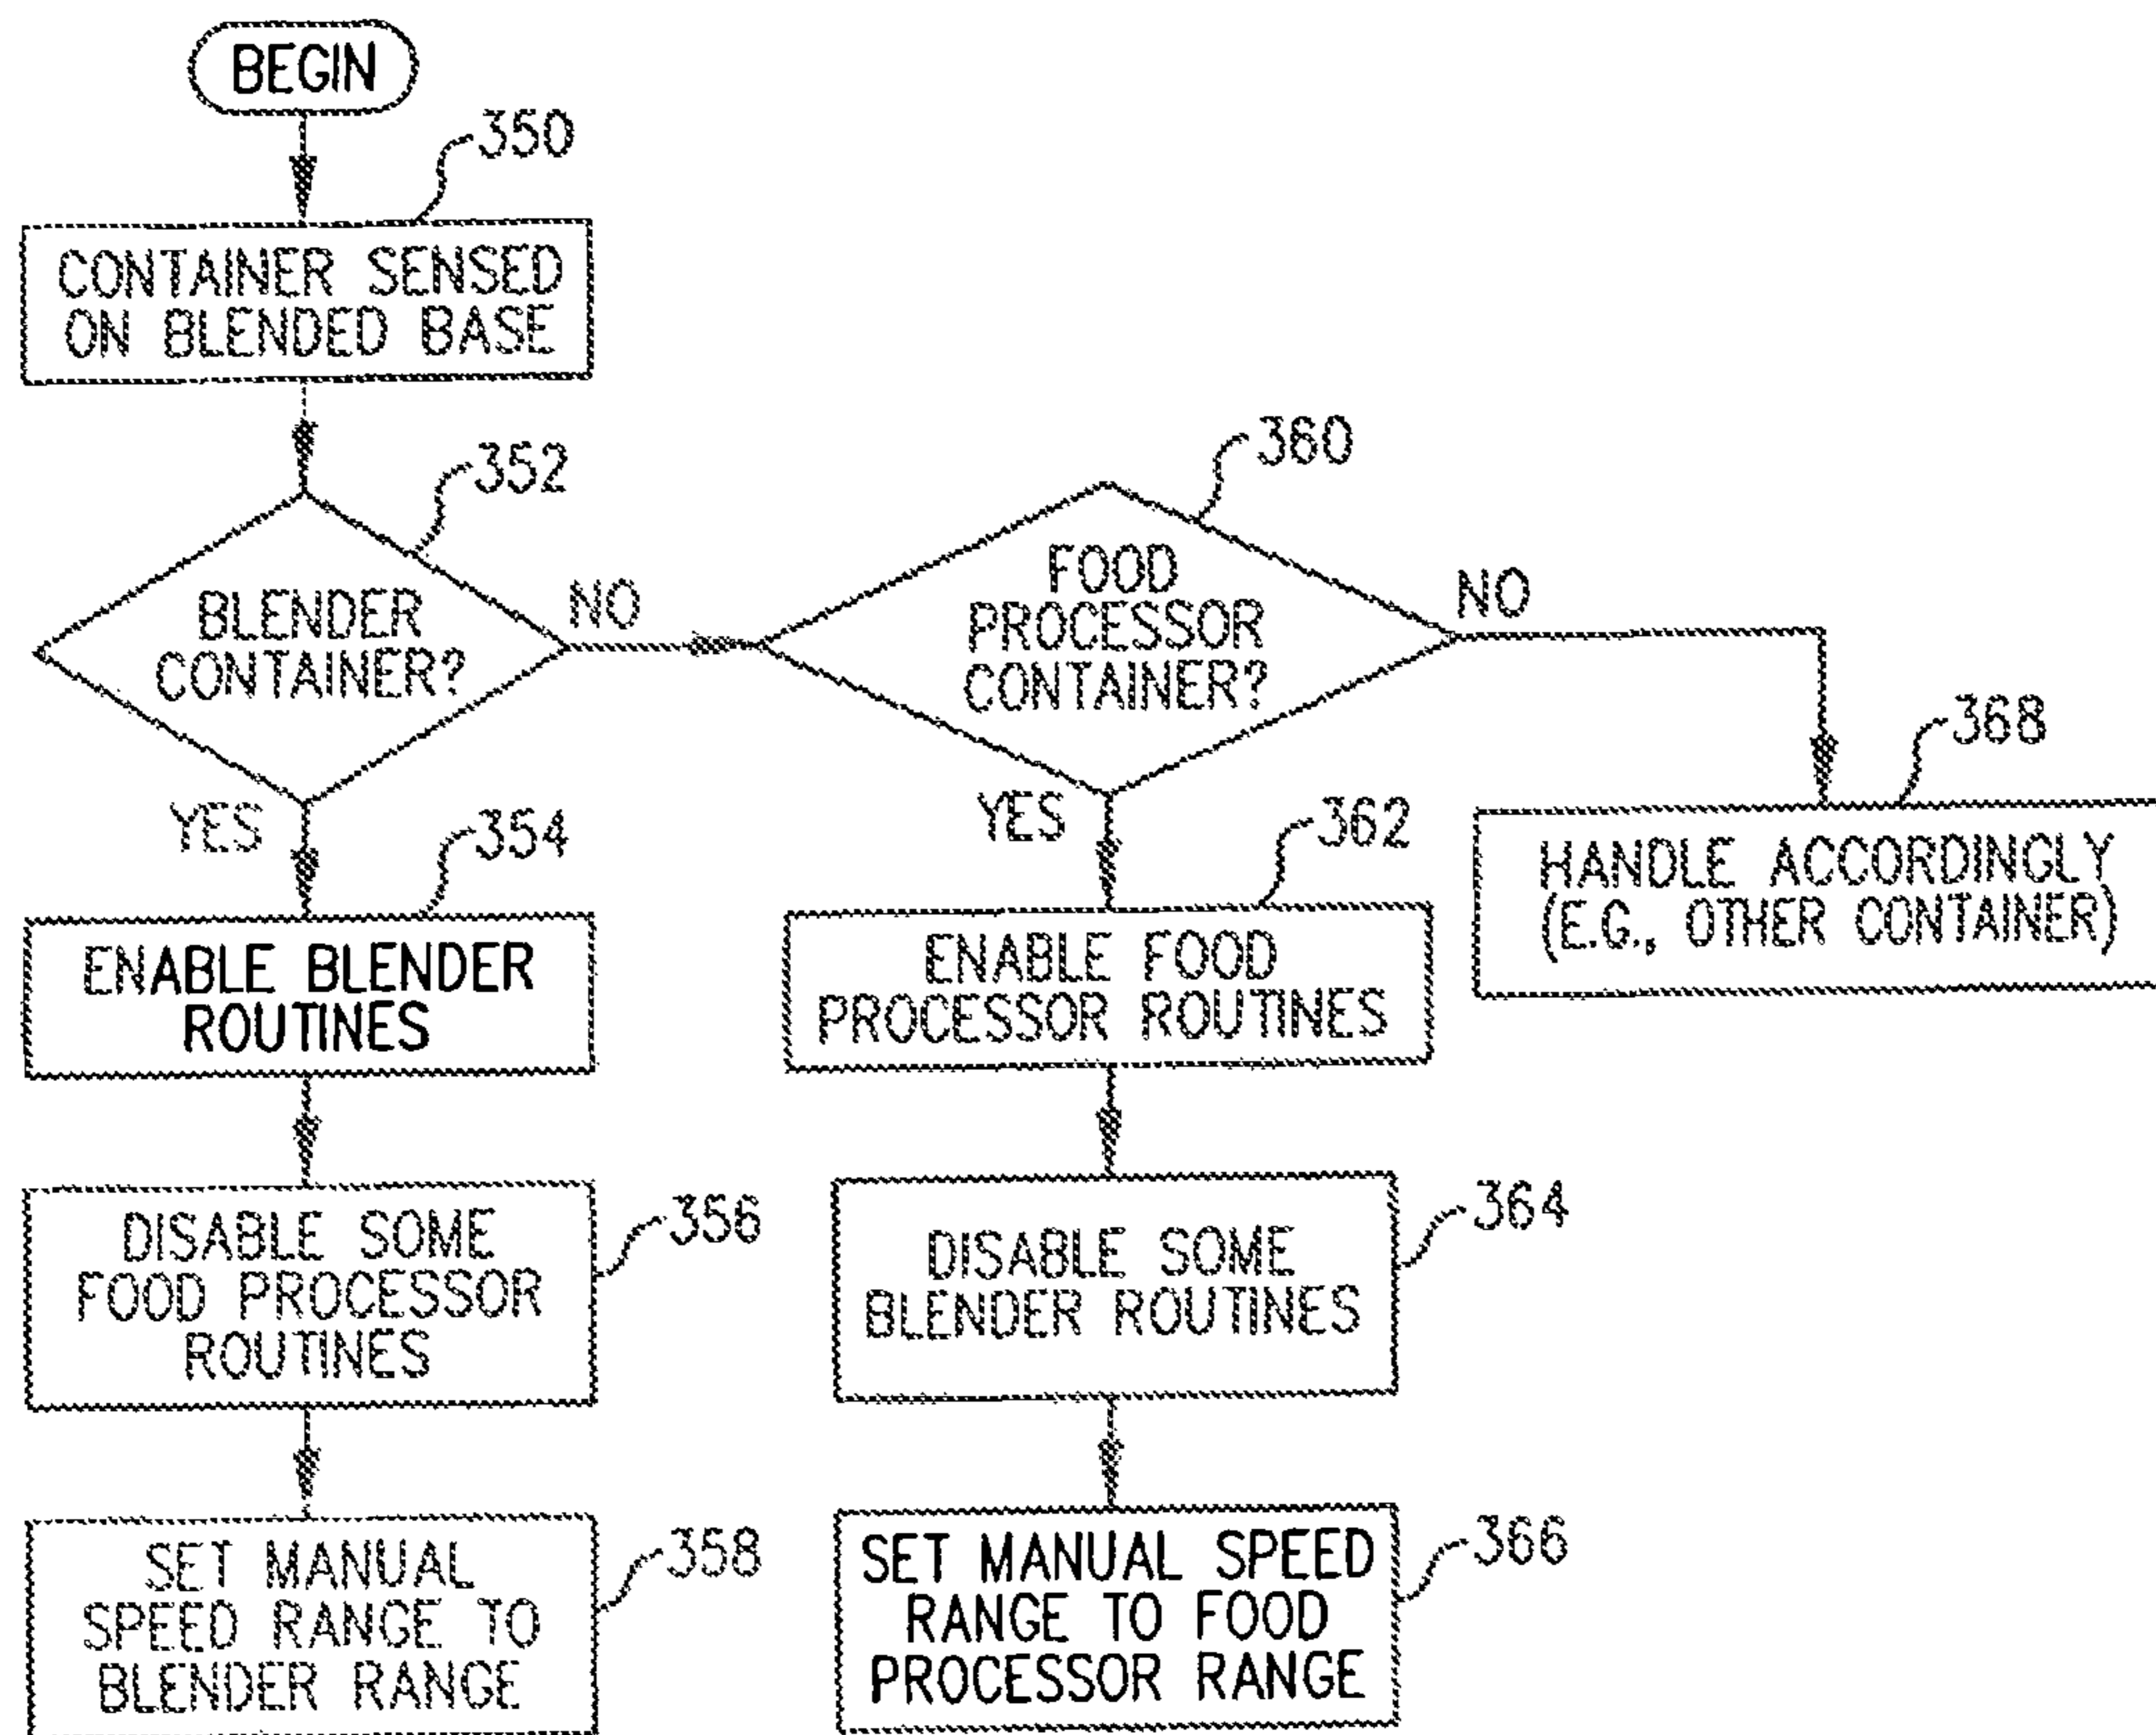 BEGIN
350
CONTAINER SENSED
ON BLENDED BASE
352
BLENDER
CONTAINER?
NO
YES
360
FOOD
PROCESSOR
CONTAINER?
NO
YES
368
HANDLE ACCORDINGLY
(E.G., OTHER CONTAINER)
354
ENABLE BLENDER
ROUTINES
356
DISABLE SOME
FOOD PROCESSOR
ROUTINES
358
SET MANUAL
SPEED RANGE TO
BLENDER RANGE
362
ENABLE FOOD
PROCESSOR ROUTINES
364
DISABLE SOME
BLENDER ROUTINES
366
SET MANUAL SPEED
RANGE TO FOOD
PROCESSOR RANGE